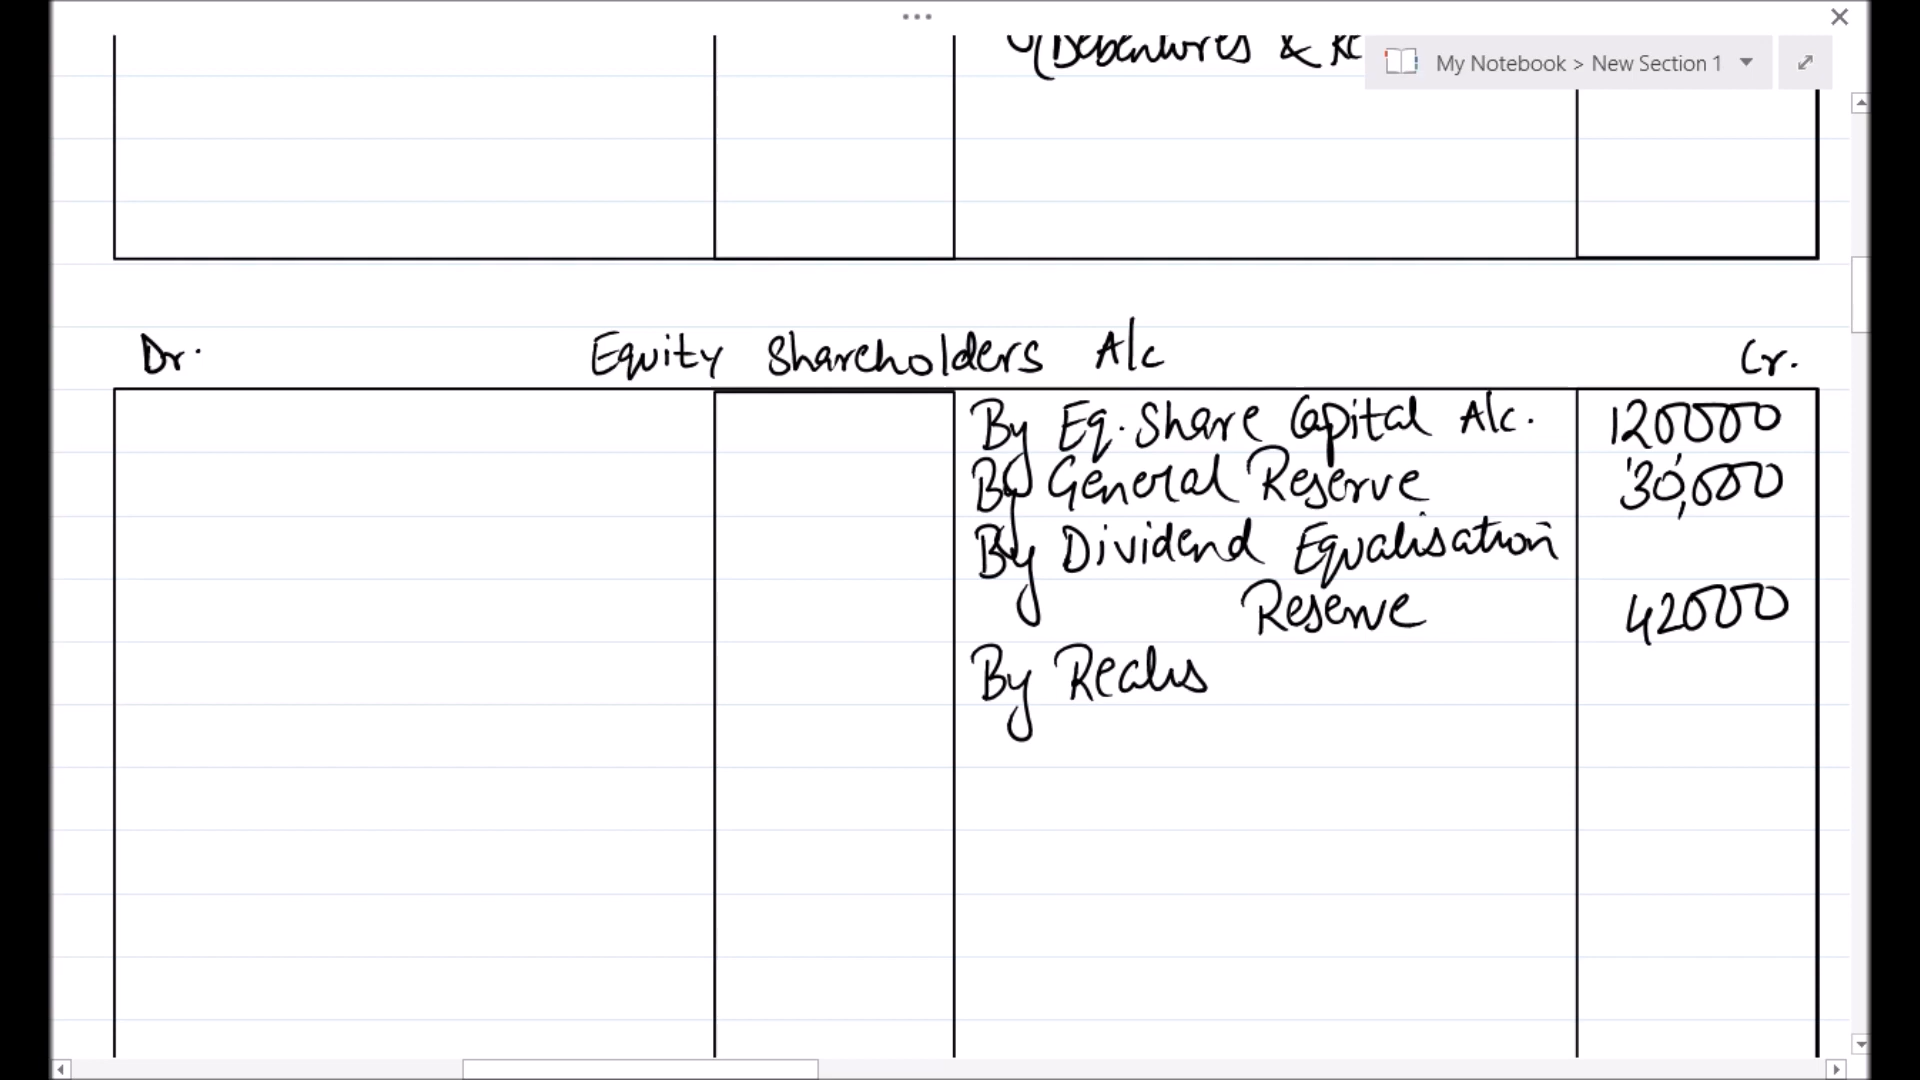 (Debentures &
My Notebook > New Section 1
Dr. Equity Shareholders A/c Cr.
By Eq. Share Capital A/c. 120000
By General Reserve 30,000
By Dividend Equalisation
Reserve 42000
By Realis